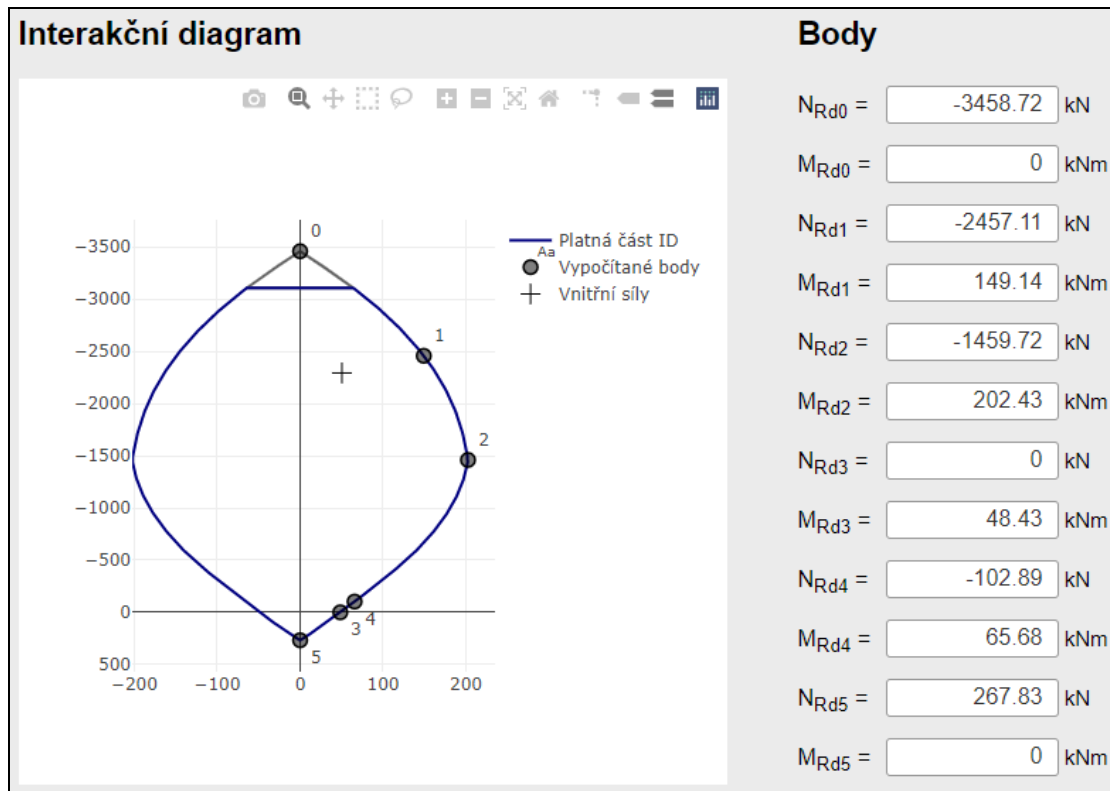 Interakční diagram
0
1
2
3
4
5
−3500
−3000
−2500
−2000
−1500
−1000
−500
0
500
−200 −100 0 100 200
Platná část ID
Aa
Vypočítané body
Vnitřní síly
Body
NRd0 = -3458.72 kN
MRd0 = 0 kNm
NRd1 = -2457.11 kN
MRd1 = 149.14 kNm
NRd2 = -1459.72 kN
MRd2 = 202.43 kNm
NRd3 = 0 kN
MRd3 = 48.43 kNm
NRd4 = -102.89 kN
MRd4 = 65.68 kNm
NRd5 = 267.83 kN
MRd5 = 0 kNm